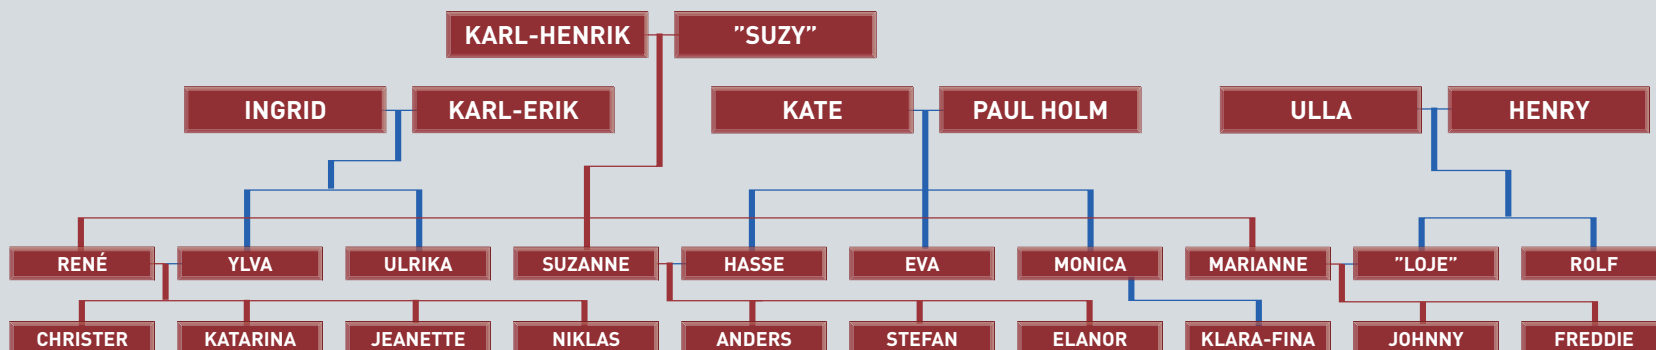 KARL-HENRIK ”SUZY”
INGRID KARL-ERIK KATE PAUL HOLM ULLA HENRY
RENÉ YLVA ULRIKA SUZANNE HASSE EVA MONICA MARIANNE ”LOJE” ROLF
CHRISTER KATARINA JEANETTE NIKLAS ANDERS STEFAN ELANOR KLARA-FINA JOHNNY FREDDIE